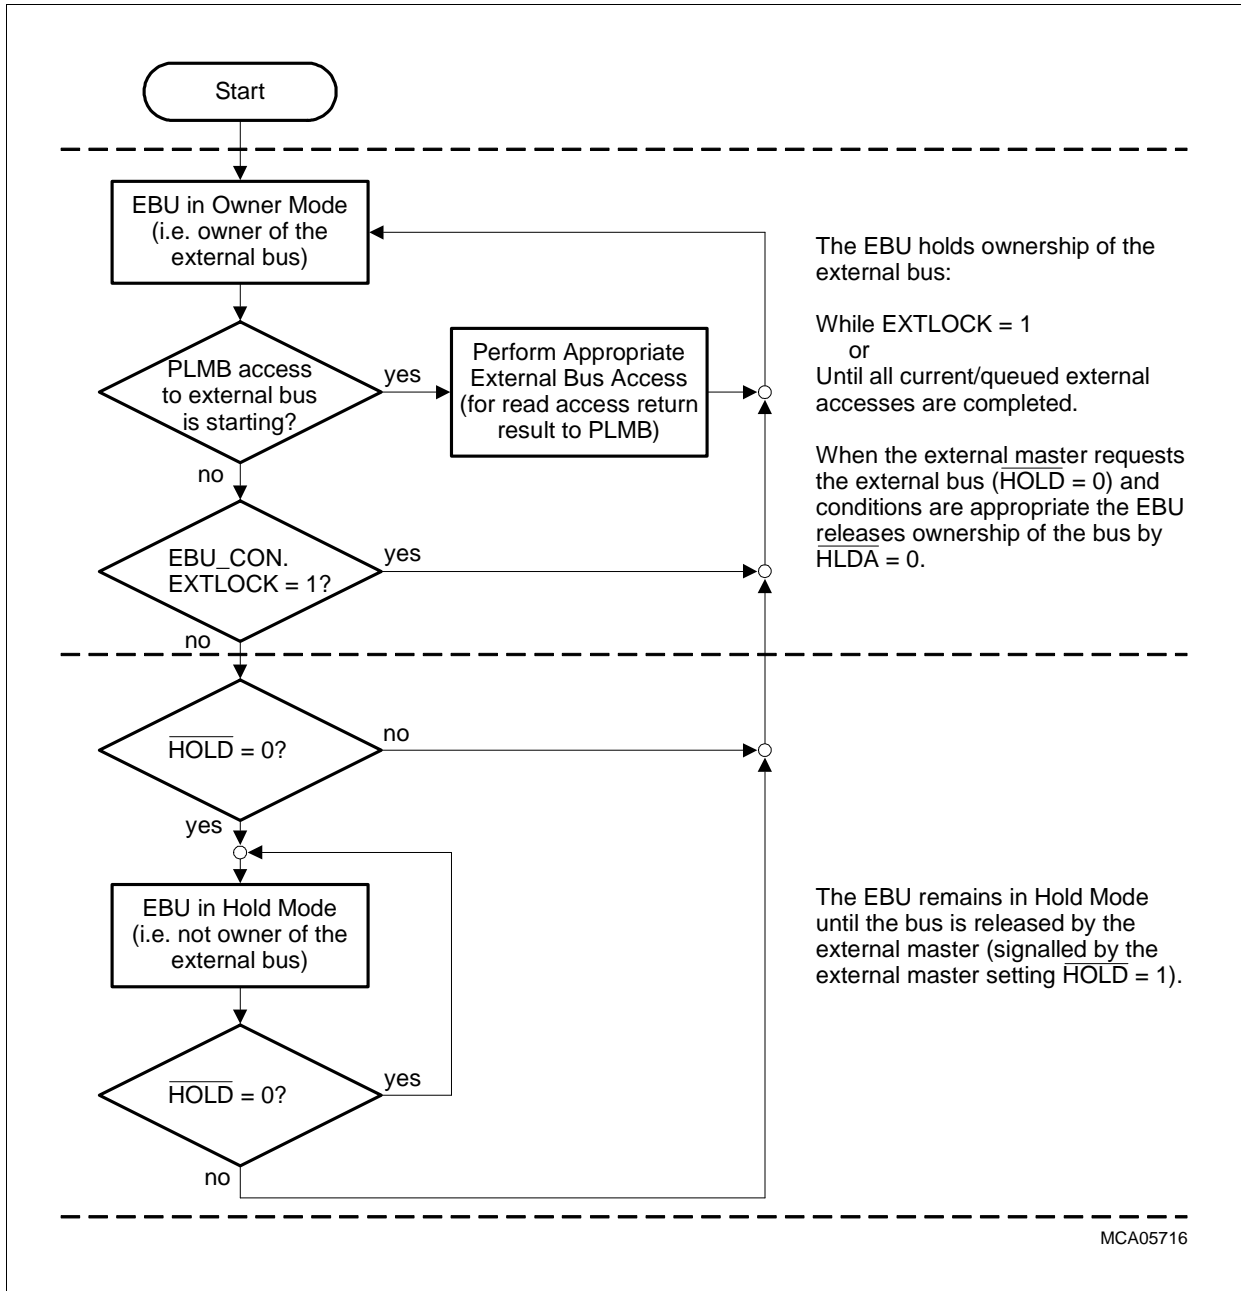 Start
EBU in Owner Mode
(i.e. owner of the
external bus)
PLMB access
to external bus
is starting?
yes
no
Perform Appropriate
External Bus Access
(for read access return
result to PLMB)
EBU_CON.
EXTLOCK = 1?
yes
no
The EBU holds ownership of the
external bus:
While EXTLOCK = 1
or
Until all current/queued external
accesses are completed.
When the external master requests
the external bus (H̅O̅L̅D̅ = 0) and
conditions are appropriate the EBU
releases ownership of the bus by
H̅L̅D̅A̅ = 0.
H̅O̅L̅D̅ = 0?
no
yes
EBU in Hold Mode
(i.e. not owner of the
external bus)
H̅O̅L̅D̅ = 0?
yes
no
The EBU remains in Hold Mode
until the bus is released by the
external master (signalled by the
external master setting H̅O̅L̅D̅ = 1).
MCA05716